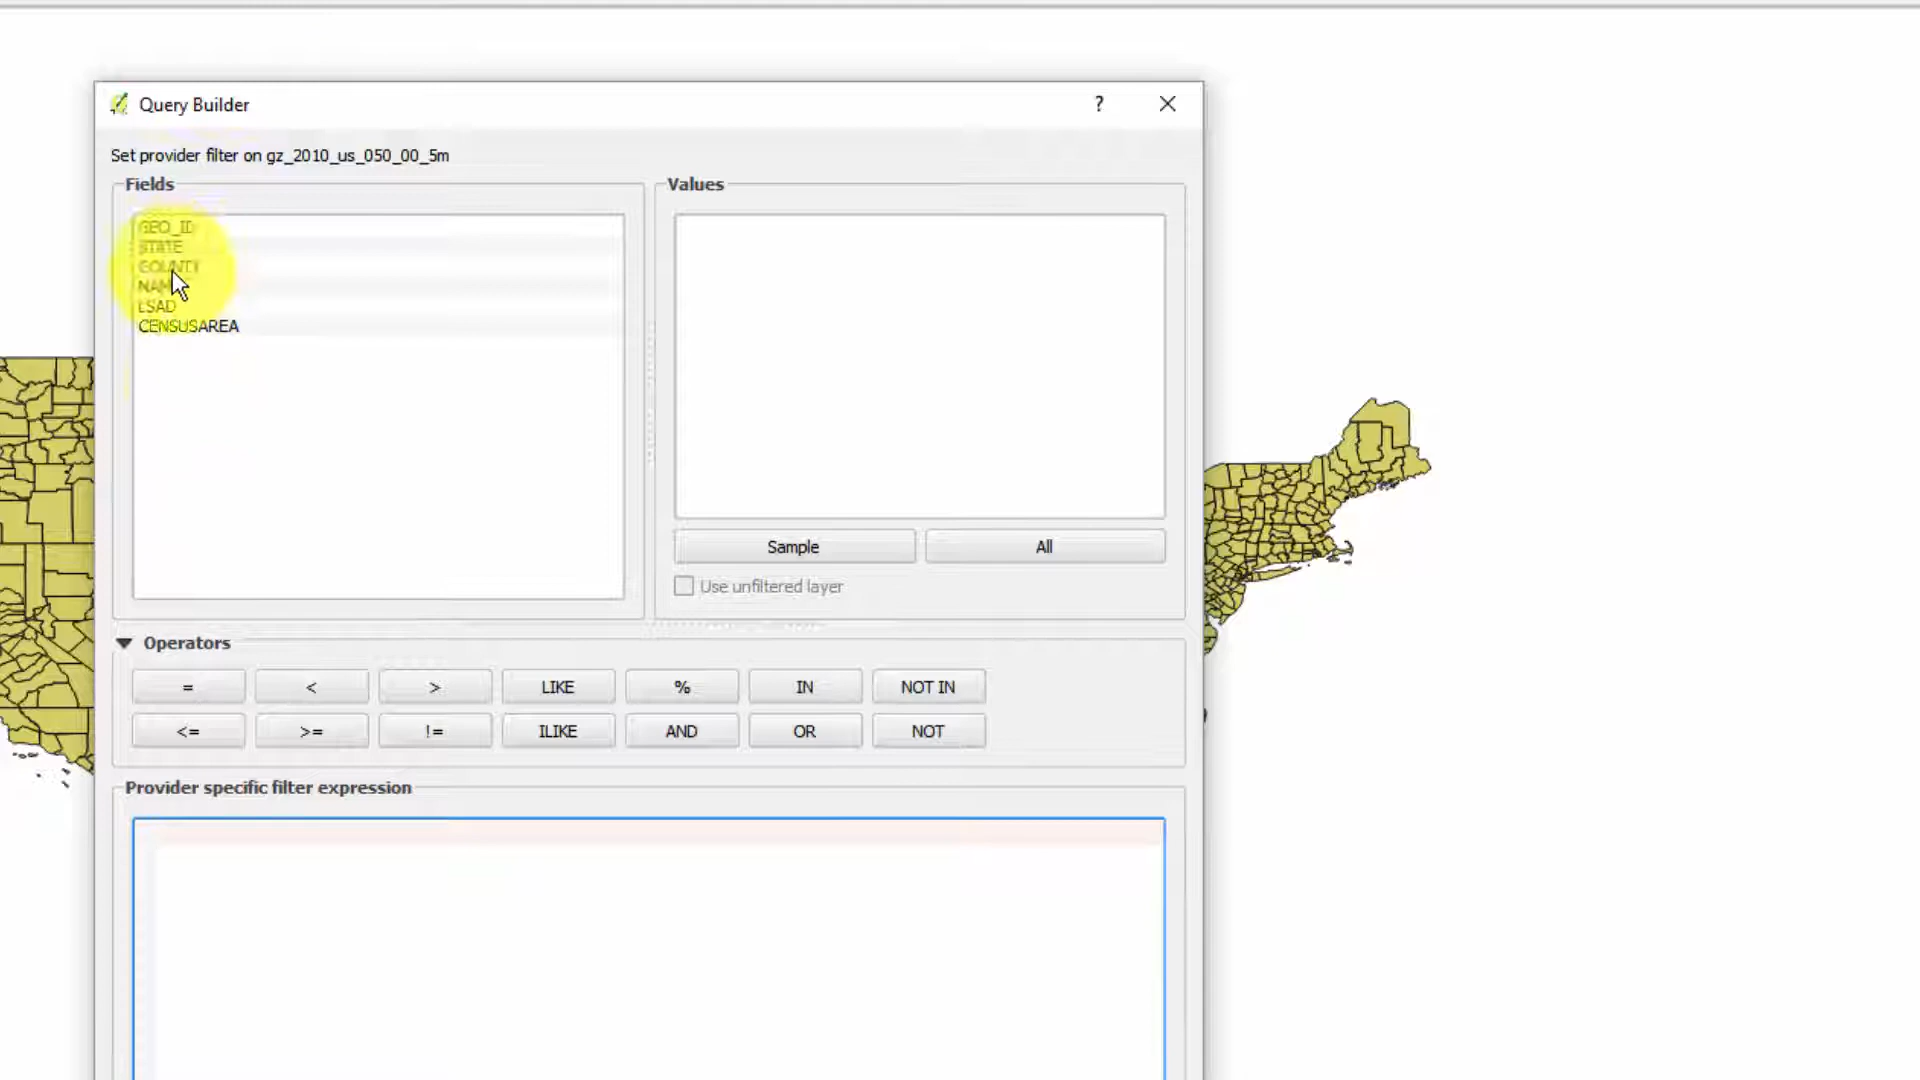 Query Builder
?
Set provider filter on gz_2010_us_050_00_5m
Fields
Values
GEO_ID
STATE
COUNTY
NAM
LSAD
CENSUSAREA
Sample
All
Use unfiltered layer
Operators
= < > LIKE % IN NOT IN
<= >= != ILIKE AND OR NOT
Provider specific filter expression